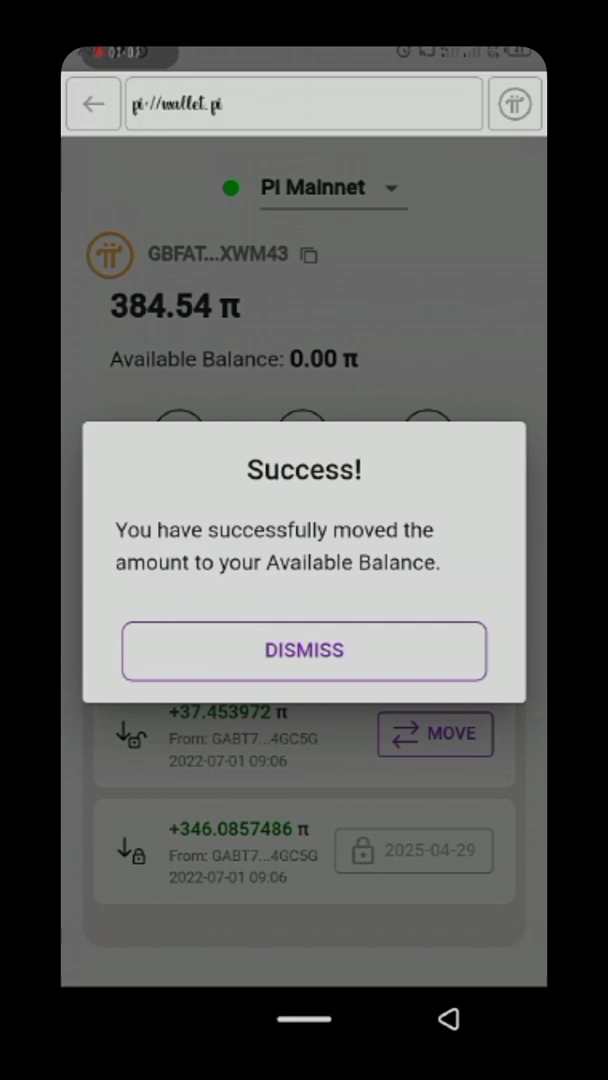 pi://wallet.pi
Pi Mainnet
GBFAT...XWM43
384.54 π
Available Balance: 0.00 π
Success!
You have successfully moved the
amount to your Available Balance.
DISMISS
+37.453972 π
From: GABT7...4GC5G
2022-07-01 09:06
MOVE
+346.0857486 π
From: GABT7...4GC5G
2022-07-01 09:06
2025-04-29